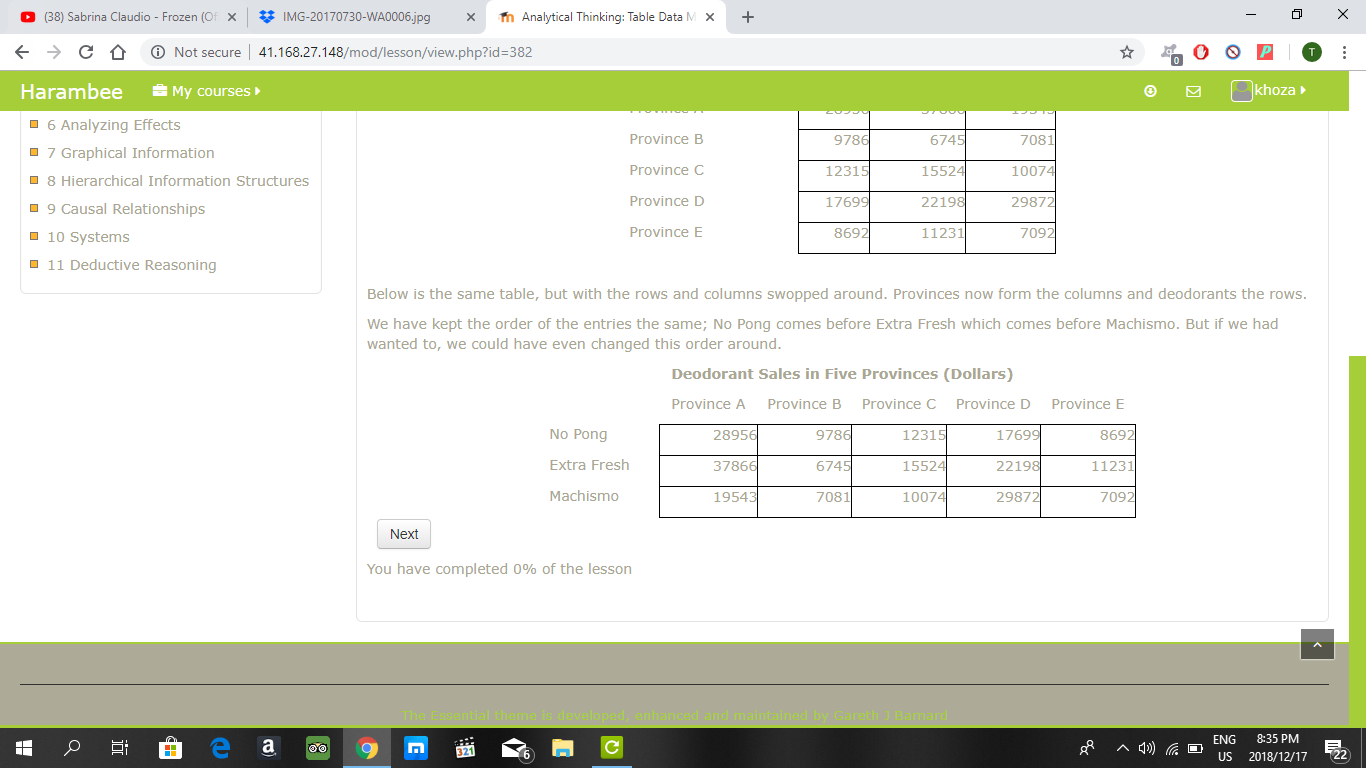 (38) Sabrina Claudio - Frozen (Of
IMG-20170730-WA0006.jpg
Analytical Thinking: Table Data M
Not secure | 41.168.27.148/mod/lesson/view.php?id=382
0
T
Harambee
My courses
khoza
6 Analyzing Effects
7 Graphical Information
8 Hierarchical Information Structures
9 Causal Relationships
10 Systems
11 Deductive Reasoning
Province B 9786 6745 7081
Province C 12315 15524 10074
Province D 17699 22198 29872
Province E 8692 11231 7092
Below is the same table, but with the rows and columns swopped around. Provinces now form the columns and deodorants the rows.
We have kept the order of the entries the same; No Pong comes before Extra Fresh which comes before Machismo. But if we had
wanted to, we could have even changed this order around.
Deodorant Sales in Five Provinces (Dollars)
Province A Province B Province C Province D Province E
No Pong 28956 9786 12315 17699 8692
Extra Fresh 37866 6745 15524 22198 11231
Machismo 19543 7081 10074 29872 7092
Next
You have completed 0% of the lesson
The Essential theme is developed, enhanced and maintained by Gareth J Barnard
321
6
ENG
US
8:35 PM
2018/12/17
22